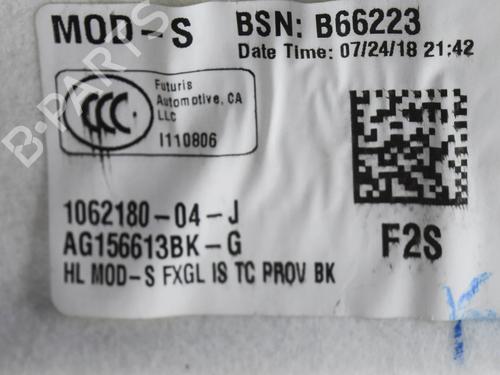 MOD-S BSN: B66223
Date Time: 07/24/18 21:42
CCC
Futuris
Automotive, CA
LLC
I110806
1062180-04-J
AG156613BK-G
F2S
HL MOD-S FXGL IS TC PROV BK
B-PARTS